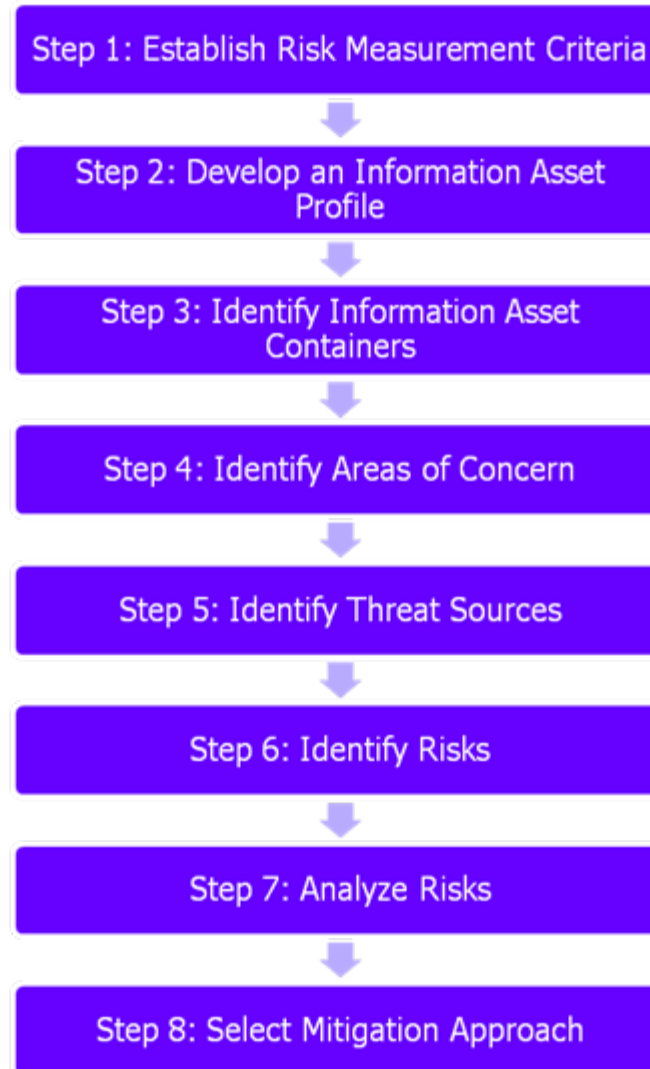 Step 1: Establish Risk Measurement Criteria
Step 2: Develop an Information Asset
Profile
Step 3: Identify Information Asset
Containers
Step 4: Identify Areas of Concern
Step 5: Identify Threat Sources
Step 6: Identify Risks
Step 7: Analyze Risks
Step 8: Select Mitigation Approach